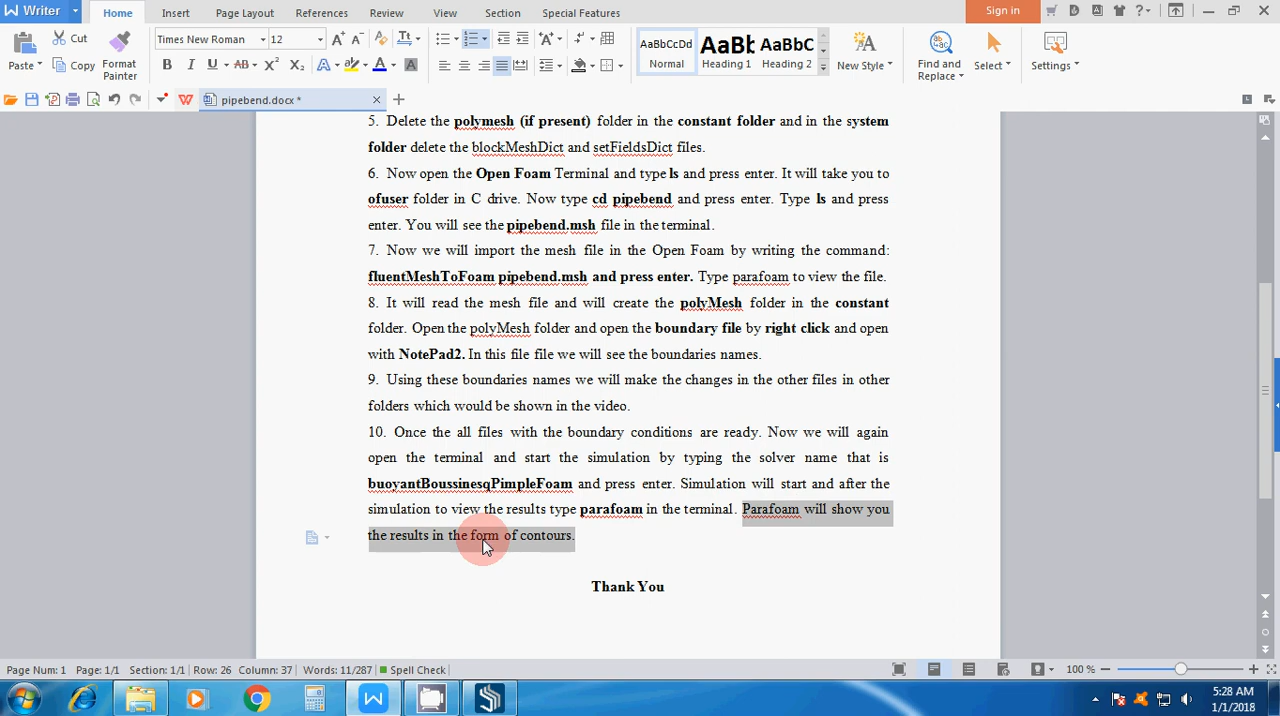 Writer
Home
Insert
Page Layout
References
Review
View
Section
Special Features
Sign in
Paste
Cut
Copy
Format
Painter
Times New Roman
12
B I U AB X² X₂
AaBbCcDd
Normal
AaBb
Heading 1
AaBbC
Heading 2
New Style
Find and
Replace
Select
Settings
pipebend.docx *
5. Delete the polymesh (if present) folder in the constant folder and in the system
folder delete the blockMeshDict and setFieldsDict files.
6. Now open the Open Foam Terminal and type ls and press enter. It will take you to
ofuser folder in C drive. Now type cd pipebend and press enter. Type ls and press
enter. You will see the pipebend.msh file in the terminal.
7. Now we will import the mesh file in the Open Foam by writing the command:
fluentMeshToFoam pipebend.msh and press enter. Type parafoam to view the file.
8. It will read the mesh file and will create the polyMesh folder in the constant
folder. Open the polyMesh folder and open the boundary file by right click and open
with NotePad2. In this file file we will see the boundaries names.
9. Using these boundaries names we will make the changes in the other files in other
folders which would be shown in the video.
10. Once the all files with the boundary conditions are ready. Now we will again
open the terminal and start the simulation by typing the solver name that is
buoyantBoussinesqPimpleFoam and press enter. Simulation will start and after the
simulation to view the results type parafoam in the terminal. Parafoam will show you
the results in the form of contours.
Thank You
Page Num: 1 Page: 1/1 Section: 1/1 Row: 26 Column: 37 Words: 11/287 Spell Check
100 %
5:28 AM
1/1/2018